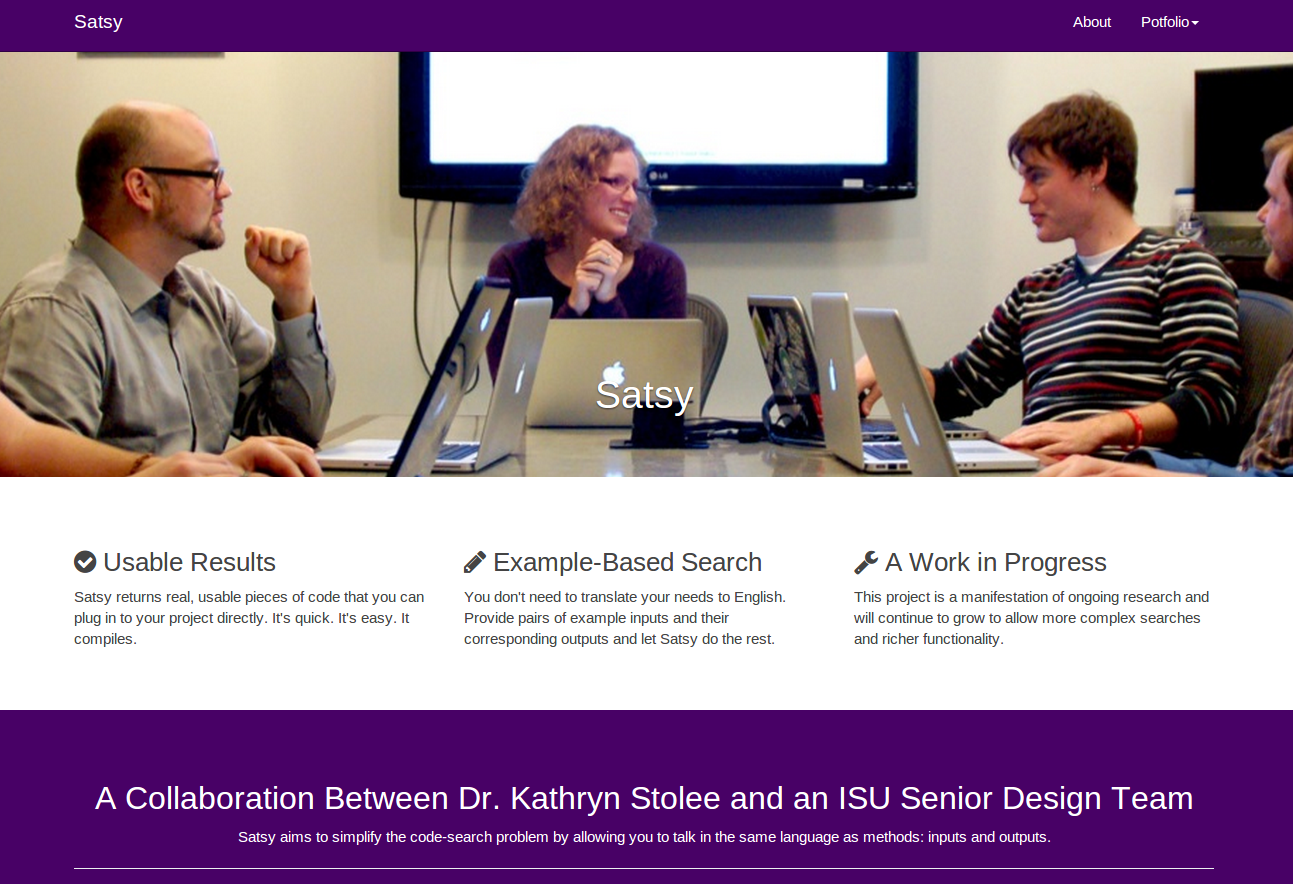 Satsy
About
Potfolio
LG
Satsy
Usable Results
Satsy returns real, usable pieces of code that you can
plug in to your project directly. It's quick. It's easy. It
compiles.
Example-Based Search
You don't need to translate your needs to English.
Provide pairs of example inputs and their
corresponding outputs and let Satsy do the rest.
A Work in Progress
This project is a manifestation of ongoing research and
will continue to grow to allow more complex searches
and richer functionality.
A Collaboration Between Dr. Kathryn Stolee and an ISU Senior Design Team
Satsy aims to simplify the code-search problem by allowing you to talk in the same language as methods: inputs and outputs.